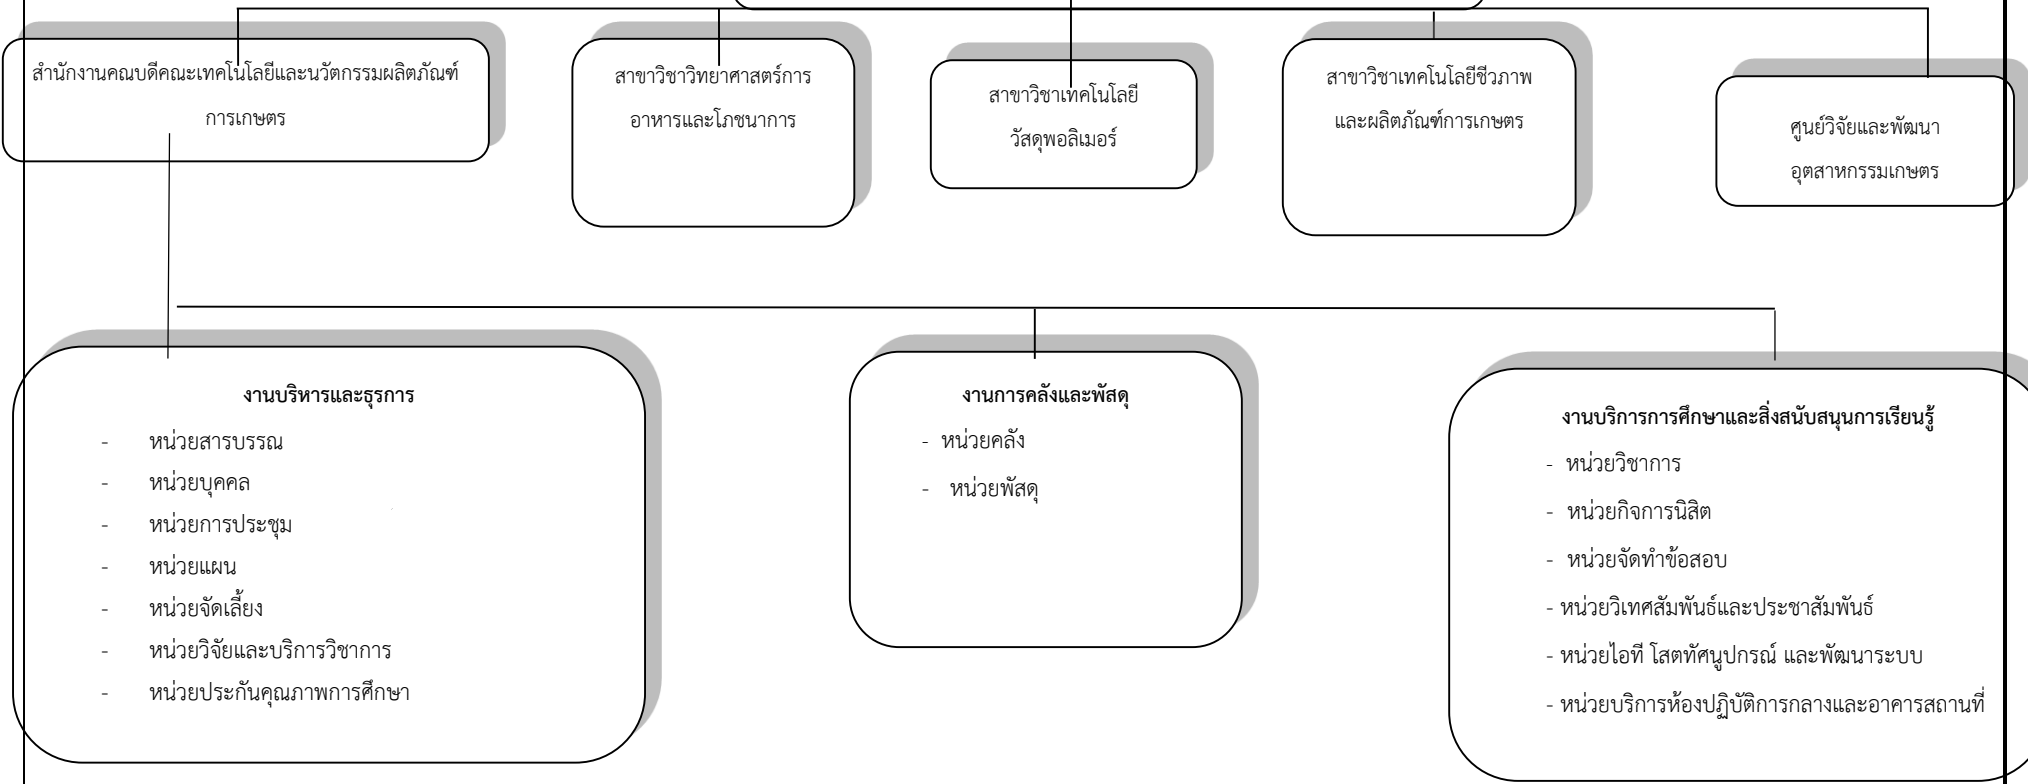 สำนักงานคณบดีคณะเทคโนโลยีและนวัตกรรมผลิตภัณฑ์
การเกษตร
สาขาวิชาวิทยาศาสตร์การ
อาหารและโภชนาการ
สาขาวิชาเทคโนโลยี
วัสดุพอลิเมอร์
สาขาวิชาเทคโนโลยีชีวภาพ
และผลิตภัณฑ์การเกษตร
ศูนย์วิจัยและพัฒนา
อุตสาหกรรมเกษตร
งานบริหารและธุรการ
- หน่วยสารบรรณ
- หน่วยบุคคล
- หน่วยการประชุม
- หน่วยแผน
- หน่วยจัดเลี้ยง
- หน่วยวิจัยและบริการวิชาการ
- หน่วยประกันคุณภาพการศึกษา
งานการคลังและพัสดุ
- หน่วยคลัง
- หน่วยพัสดุ
งานบริการการศึกษาและสิ่งสนับสนุนการเรียนรู้
- หน่วยวิชาการ
- หน่วยกิจการนิสิต
- หน่วยจัดทำข้อสอบ
- หน่วยวิเทศสัมพันธ์และประชาสัมพันธ์
- หน่วยไอที โสตทัศนูปกรณ์ และพัฒนาระบบ
- หน่วยบริการห้องปฏิบัติการกลางและอาคารสถานที่